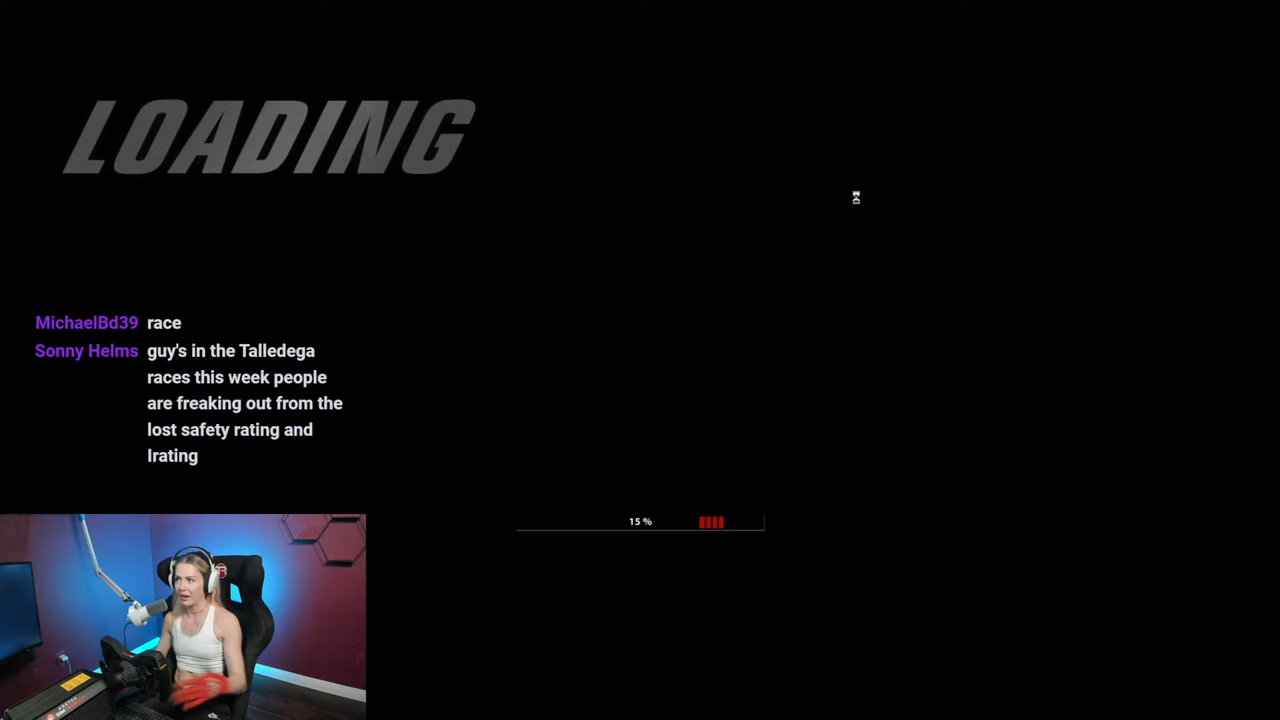 LOADING
MichaelBd39 race
Sonny Helms guy's in the Talledega
races this week people
are freaking out from the
lost safety rating and
Irating
15 %